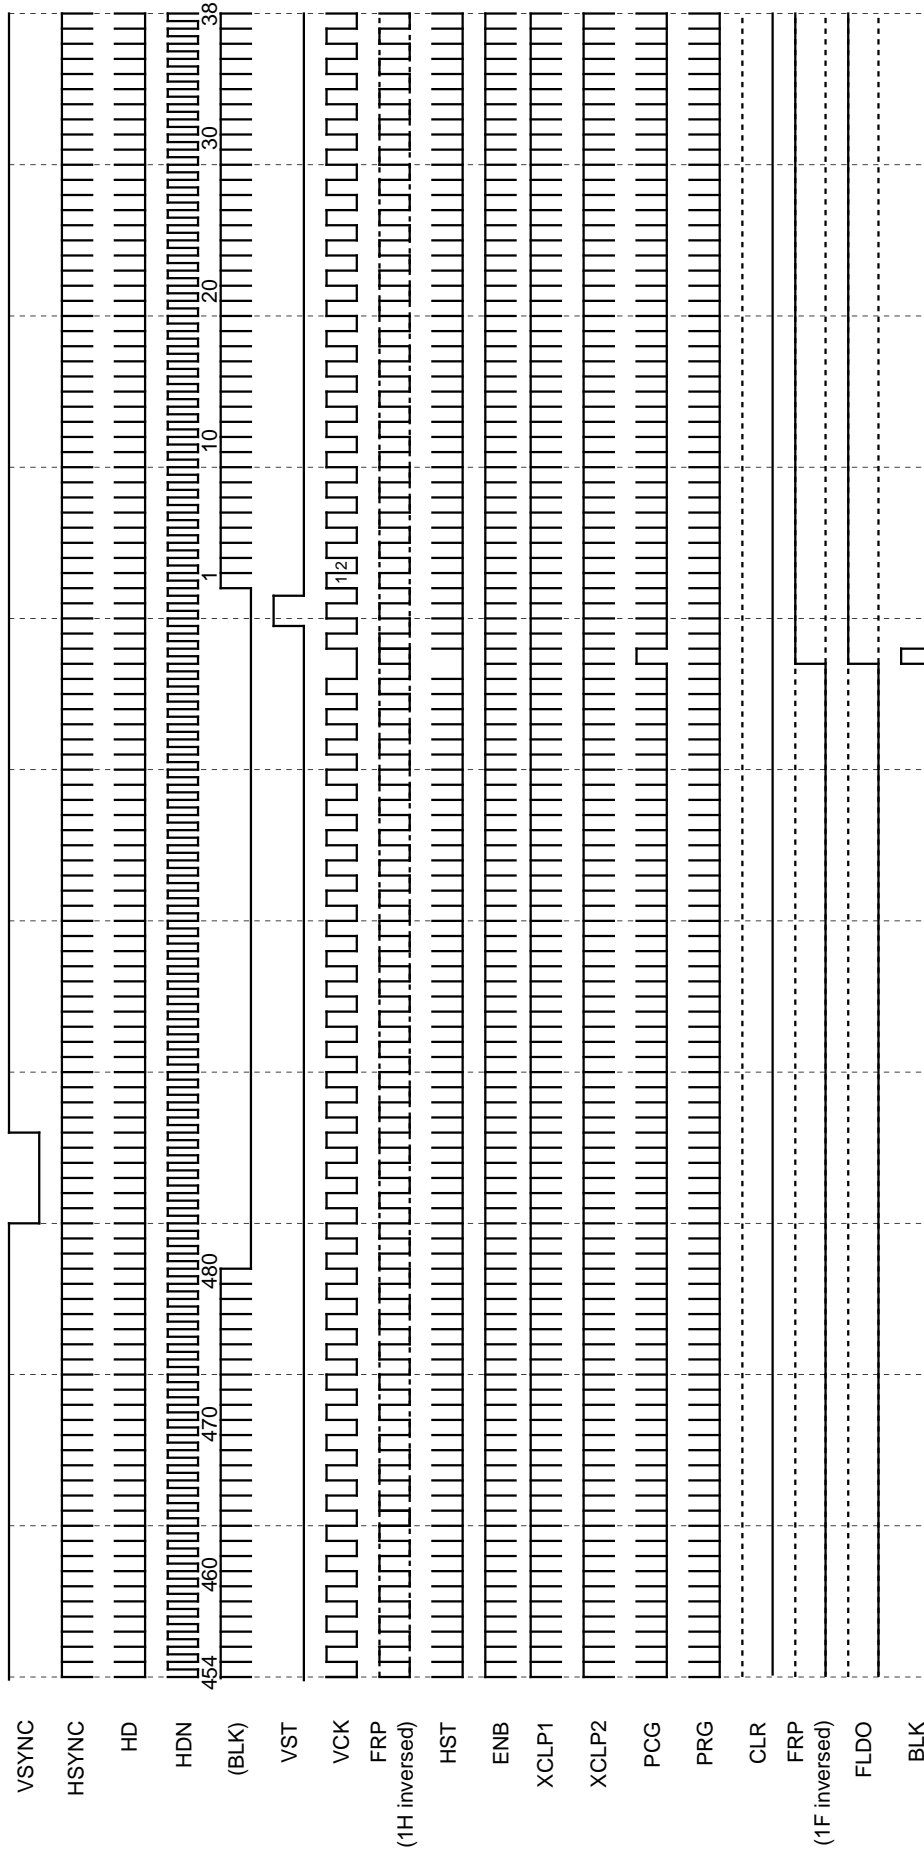 VSYNC
HSYNC
HD
HDN
454 460 470 480 1 10 20 30 38
(BLK)
VST
VCK
1 2
FRP
(1H inversed)
HST
ENB
XCLP1
XCLP2
PCG
PRG
CLR
FRP
(1F inversed)
FLDO
BLK